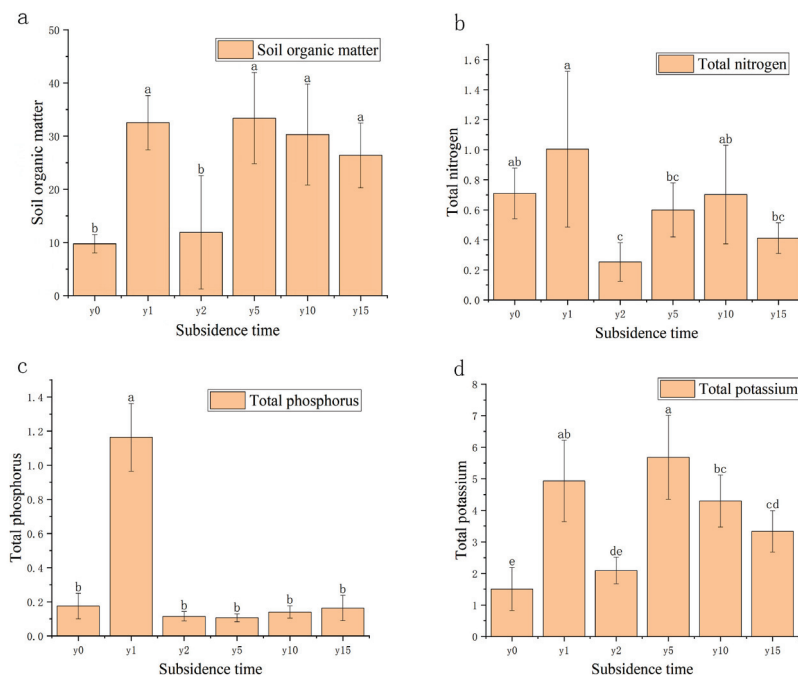 a
Soil organic matter
Soil organic matter
60
50
40
30
20
10
0
b
a
b
a
a
a
y0 y1 y2 y5 y10 y15
Subsidence time
b
Total nitrogen
Total nitrogen
1.6
1.4
1.2
1.0
0.8
0.6
0.4
0.2
0.0
ab
a
c
bc
ab
bc
y0 y1 y2 y5 y10 y15
Subsidence time
c
Total phosphorus
Total phosphorus
1.4
1.2
1.0
0.8
0.6
0.4
0.2
0.0
b
a
b
b
b
b
y0 y1 y2 y5 y10 y15
Subsidence time
d
Total potassium
Total potassium
8
7
6
5
4
3
2
1
0
e
ab
de
a
bc
cd
y0 y1 y2 y5 y10 y15
Subsidence time